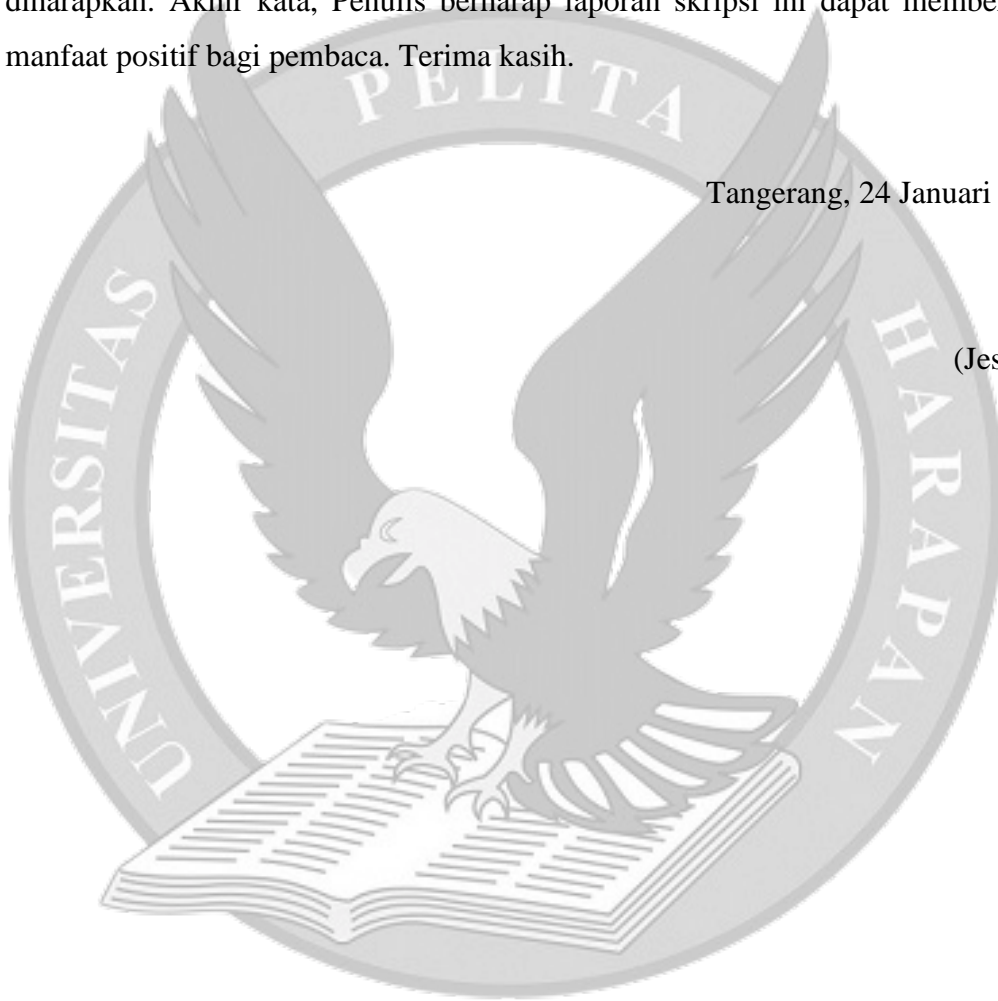 diharapkan. Akhir kata, Penulis berharap laporan skripsi ini dapat
manfaat positif bagi pembaca. Terima kasih.
PELITA
Tangerang, 24 Januari
UNIVERSITAS
HARAPAN
(Jes